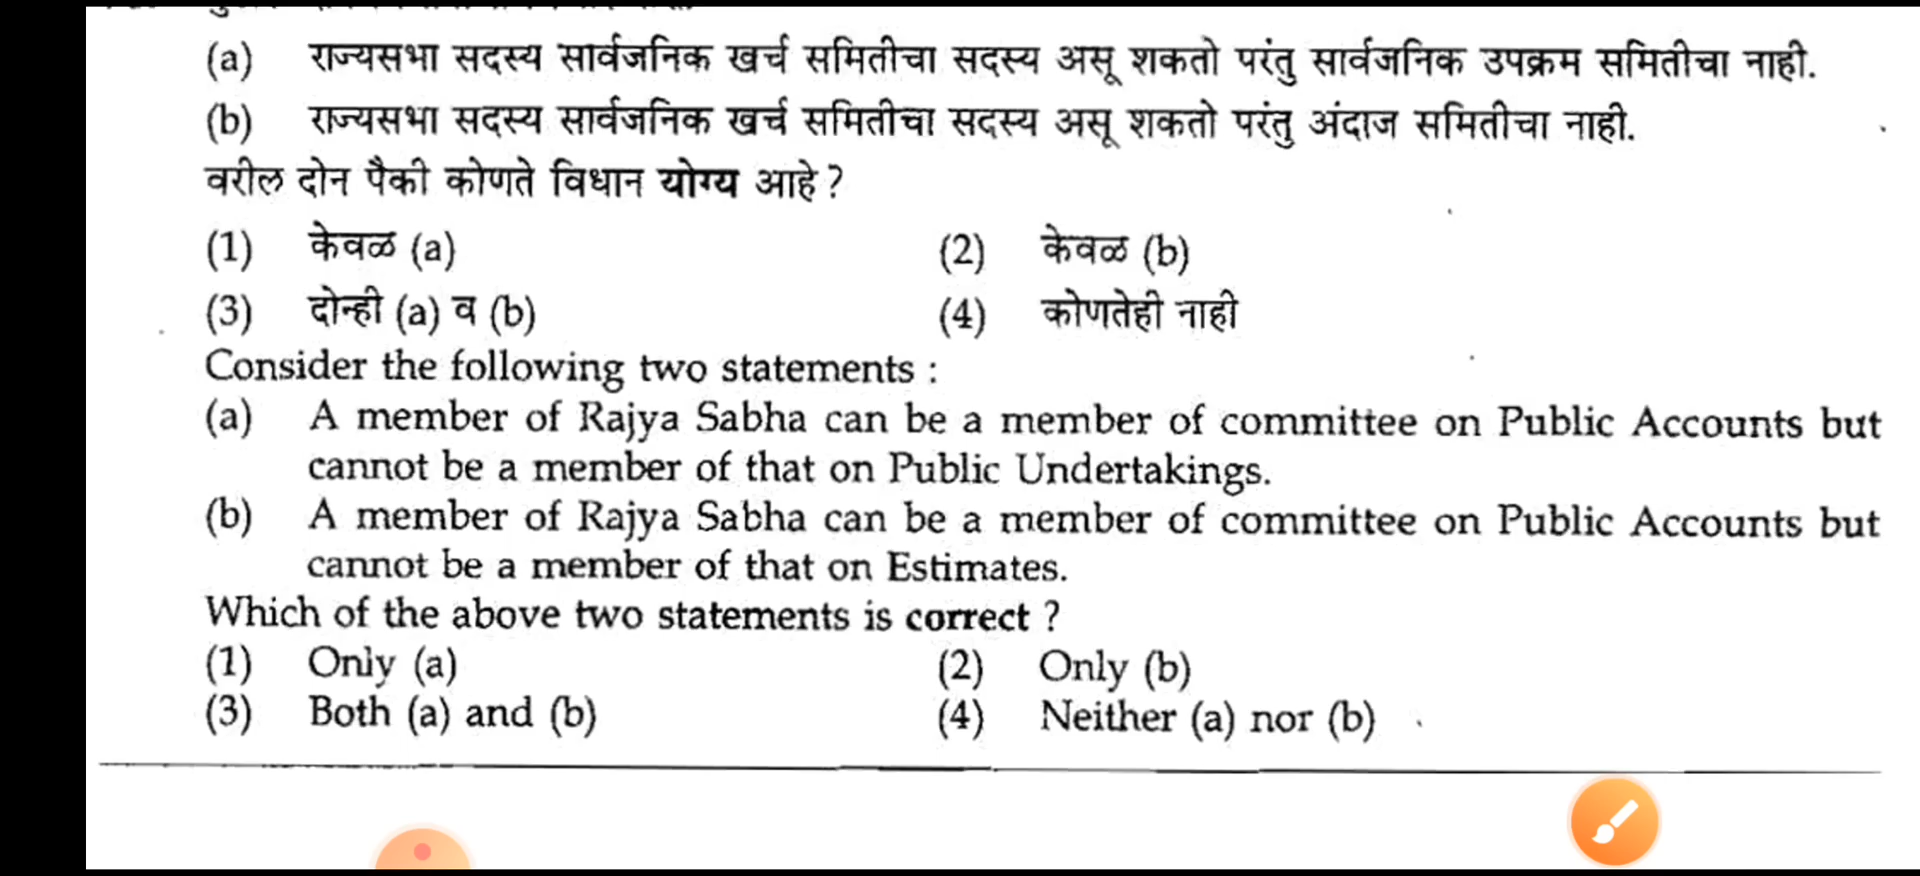 (a) राज्यसभा सदस्य सार्वजनिक खर्च समितीचा सदस्य असू शकतो परंतु सार्वजनिक उपक्रम समितीचा नाही.
(b) राज्यसभा सदस्य सार्वजनिक खर्च समितीचा सदस्य असू शकतो परंतु अंदाज समितीचा नाही.
वरील दोन पैकी कोणते विधान योग्य आहे ?
(1) केवळ (a) (2) केवळ (b)
(3) दोन्ही (a) व (b) (4) कोणतेही नाही
Consider the following two statements :
(a) A member of Rajya Sabha can be a member of committee on Public Accounts but
cannot be a member of that on Public Undertakings.
(b) A member of Rajya Sabha can be a member of committee on Public Accounts but
cannot be a member of that on Estimates.
Which of the above two statements is correct ?
(1) Only (a) (2) Only (b)
(3) Both (a) and (b) (4) Neither (a) nor (b)